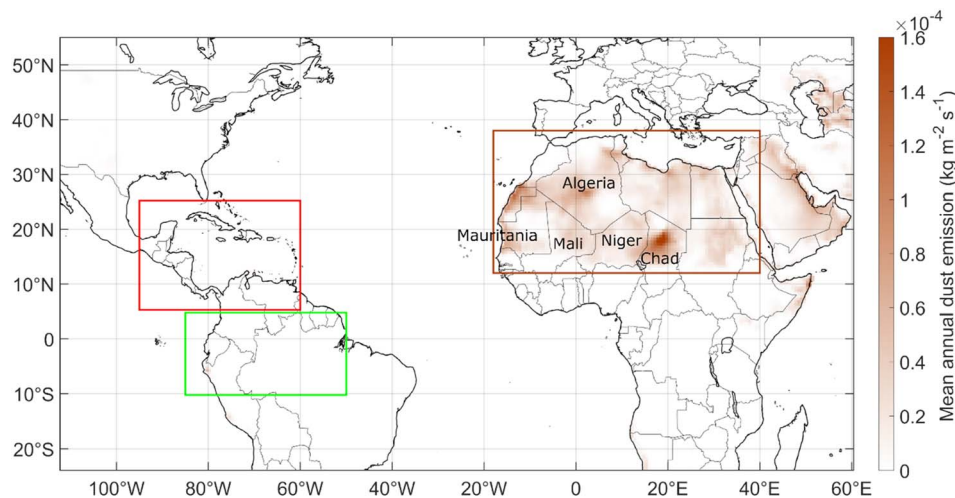 ×10⁻⁴
50°N
40°N
30°N
20°N
10°N
0
10°S
20°S
100°W
80°W
60°W
40°W
20°W
0
20°E
40°E
60°E
Algeria
Mauritania
Mali
Niger
Chad
1.6
1.4
1.2
1
0.8
0.6
0.4
0.2
0
Mean annual dust emission (kg m⁻² s⁻¹)